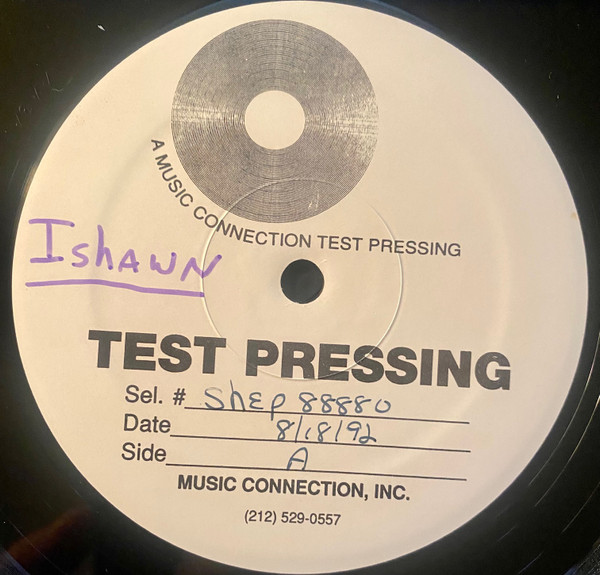 A MUSIC CONNECTION TEST PRESSING
IshAWN
TEST PRESSING
Sel. # ShEp 88880
Date 8/18/92
Side A
MUSIC CONNECTION, INC.
(212) 529-0557